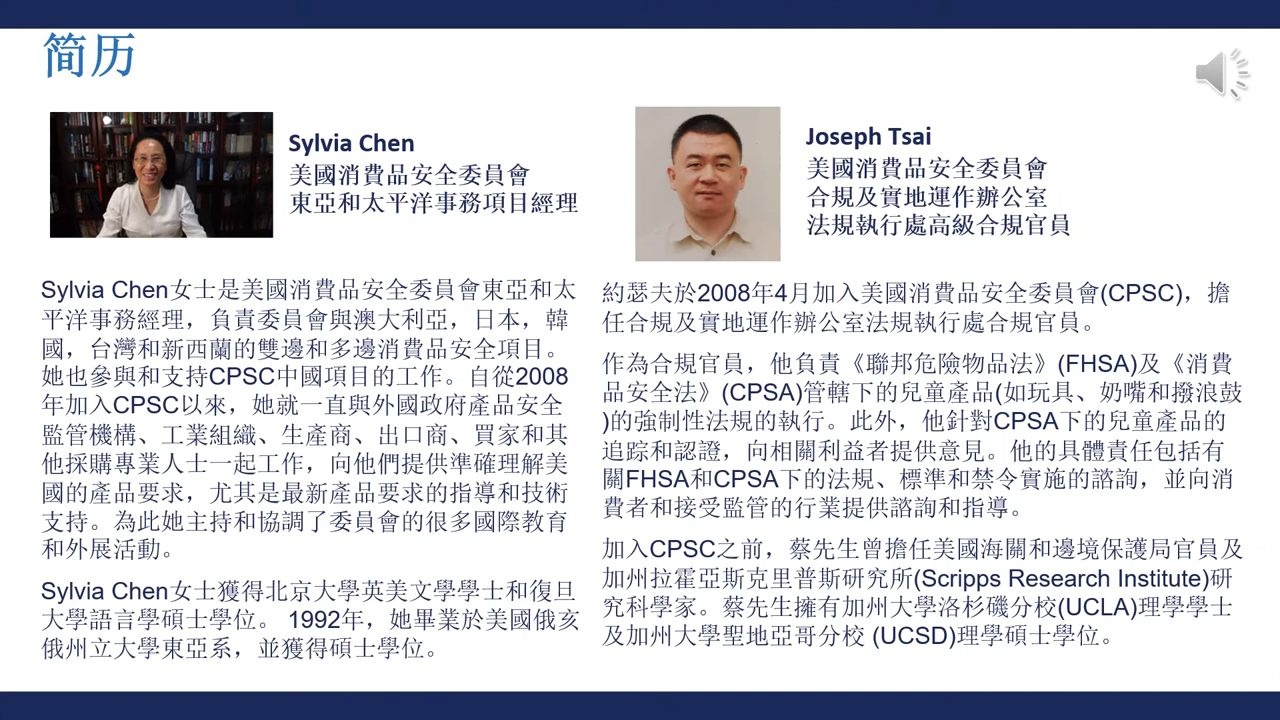 简历
Sylvia Chen
美國消費品安全委員會
東亞和太平洋事務項目經理
Sylvia Chen女士是美國消費品安全委員會東亞和太
平洋事務經理，負責委員會與澳大利亞，日本，韓
國，台灣和新西蘭的雙邊和多邊消費品安全項目。
她也參與和支持CPSC中國項目的工作。自從2008
年加入CPSC以來，她就一直與外國政府產品安全
監管機構、工業組織、生產商、出口商、買家和其
他採購專業人士一起工作，向他們提供準確理解美
國的產品要求，尤其是最新產品要求的指導和技術
支持。為此她主持和協調了委員會的很多國際教育
和外展活動。
Sylvia Chen女士獲得北京大學英美文學學士和復旦
大學語言學碩士學位。 1992年，她畢業於美國俄亥
俄州立大學東亞系，並獲得碩士學位。
Joseph Tsai
美國消費品安全委員會
合規及實地運作辦公室
法規執行處高級合規官員
約瑟夫於2008年4月加入美國消費品安全委員會(CPSC)，擔
任合規及實地運作辦公室法規執行處合規官員。
作為合規官員，他負責《聯邦危險物品法》(FHSA)及《消費
品安全法》(CPSA)管轄下的兒童產品(如玩具、奶嘴和撥浪鼓
)的強制性法規的執行。此外，他針對CPSA下的兒童產品的
追踪和認證，向相關利益者提供意見。他的具體責任包括有
關FHSA和CPSA下的法規、標準和禁令實施的諮詢，並向消
費者和接受監管的行業提供諮詢和指導。
加入CPSC之前，蔡先生曾擔任美國海關和邊境保護局官員及
加州拉霍亞斯克里普斯研究所(Scripps Research Institute)研
究科學家。蔡先生擁有加州大學洛杉磯分校(UCLA)理學學士
及加州大學聖地亞哥分校 (UCSD)理學碩士學位。